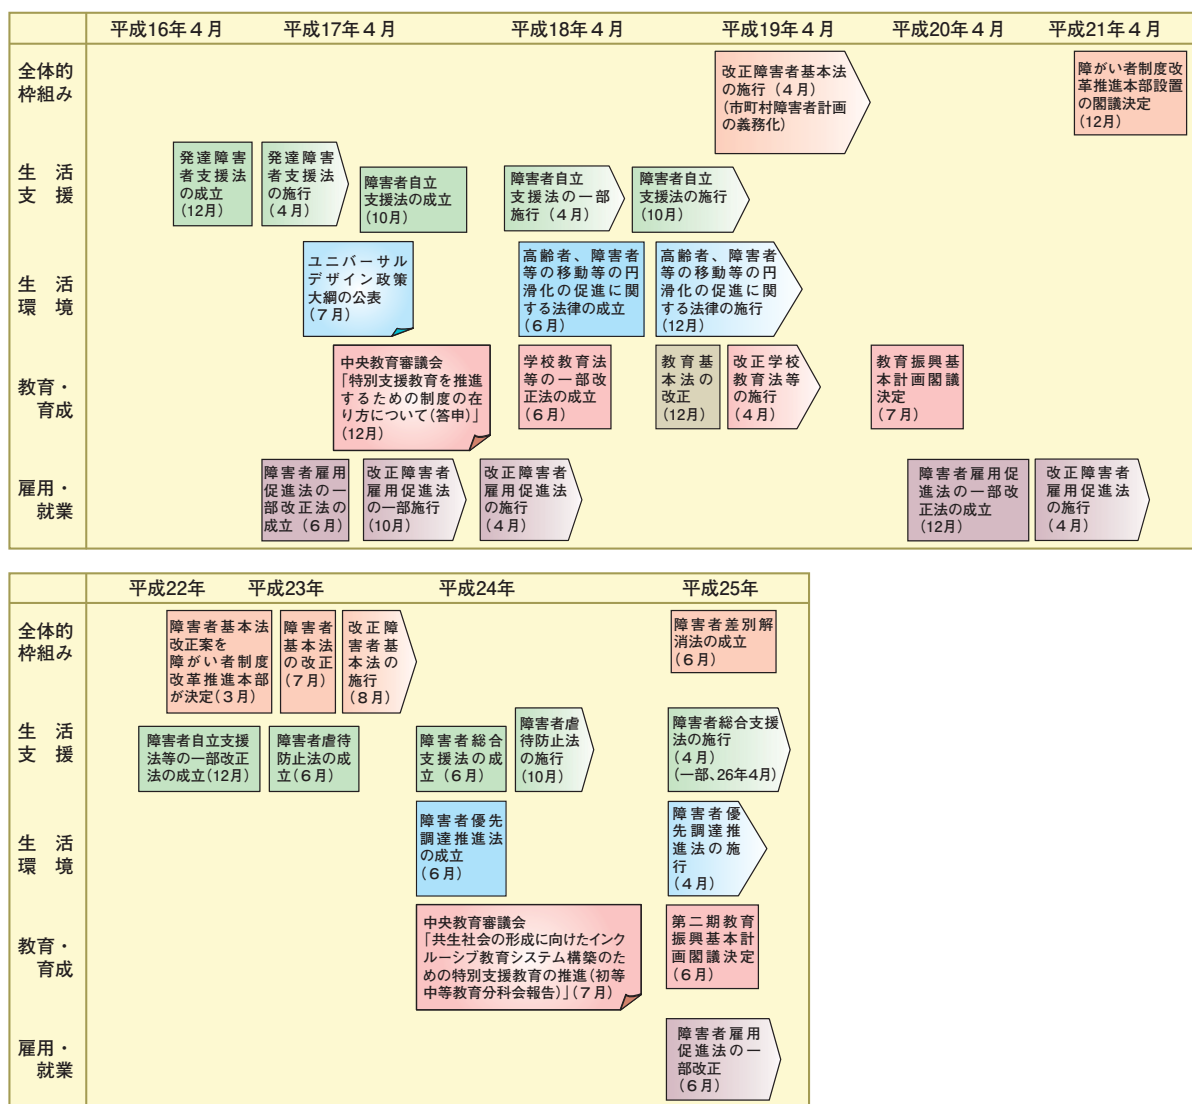 平成16年４月　平成17年４月　平成18年４月　平成19年４月　平成20年４月　平成21年４月
全体的
枠組み
改正障害者基本法
の施行（４月）
(市町村障害者計画
の義務化)
障がい者制度改
革推進本部設置
の閣議決定
(12月)
生　活
支　援
発達障害
者支援法
の成立
(12月)
発達障害
者支援法
の施行
(４月)
障害者自立
支援法の成立
(10月)
障害者自立
支援法の一部
施行（４月）
障害者自立
支援法の施行
(10月)
生　活
環　境
ユニバーサル
デザイン政策
大綱の公表
(７月)
高齢者、障害者
等の移動等の円
滑化の促進に関
する法律の成立
(６月)
高齢者、障害者
等の移動等の円
滑化の促進に関
する法律の施行
(12月)
教育・
育成
中央教育審議会
「特別支援教育を推進
するための制度の在
り方について(答申)」
(12月)
学校教育法
等の一部改
正法の成立
(６月)
教育基
本法の
改正
(12月)
改正学校
教育法等
の施行
(４月)
教育振興基
本計画閣議
決定
(７月)
雇用・
就業
障害者雇用
促進法の一
部改正法の
成立（６月）
改正障害者
雇用促進法
の一部施行
(10月)
改正障害者
雇用促進法
の施行
(４月)
障害者雇用促
進法の一部改
正法の成立
(12月)
改正障害者
雇用促進法
の施行
(４月)
平成22年　平成23年　平成24年　平成25年
全体的
枠組み
障害者基本法
改正案を
障がい者制度
改革推進本部
が決定(３月)
障害者
基本法
の改正
(７月)
改正障
害者基
本法の
施行
(８月)
障害者差別解
消法の成立
(６月)
生　活
支　援
障害者自立支援
法等の一部改正
法の成立(12月)
障害者虐待
防止法の成
立(６月)
障害者総合
支援法の成
立（６月）
障害者虐
待防止法
の施行
(10月)
障害者総合支援
法の施行
(４月)
(一部、26年4月)
生　活
環　境
障害者優先
調達推進法
の成立
(６月)
障害者優
先調達推
進法の施
行
(４月)
教育・
育成
中央教育審議会
「共生社会の形成に向けたインク
ルーシブ教育システム構築のた
めの特別支援教育の推進(初等
中等教育分科会報告)」(７月)
第二期教育
振興基本計
画閣議決定
(６月)
雇用・
就業
障害者雇用
促進法の一
部改正
(６月)